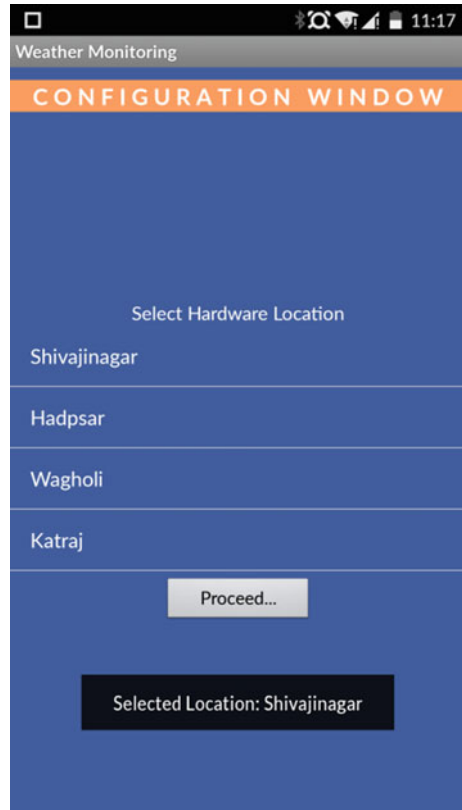 11:17
Weather Monitoring
CONFIGURATION WINDOW
Select Hardware Location
Shivajinagar
Hadpsar
Wagholi
Katraj
Proceed...
Selected Location: Shivajinagar